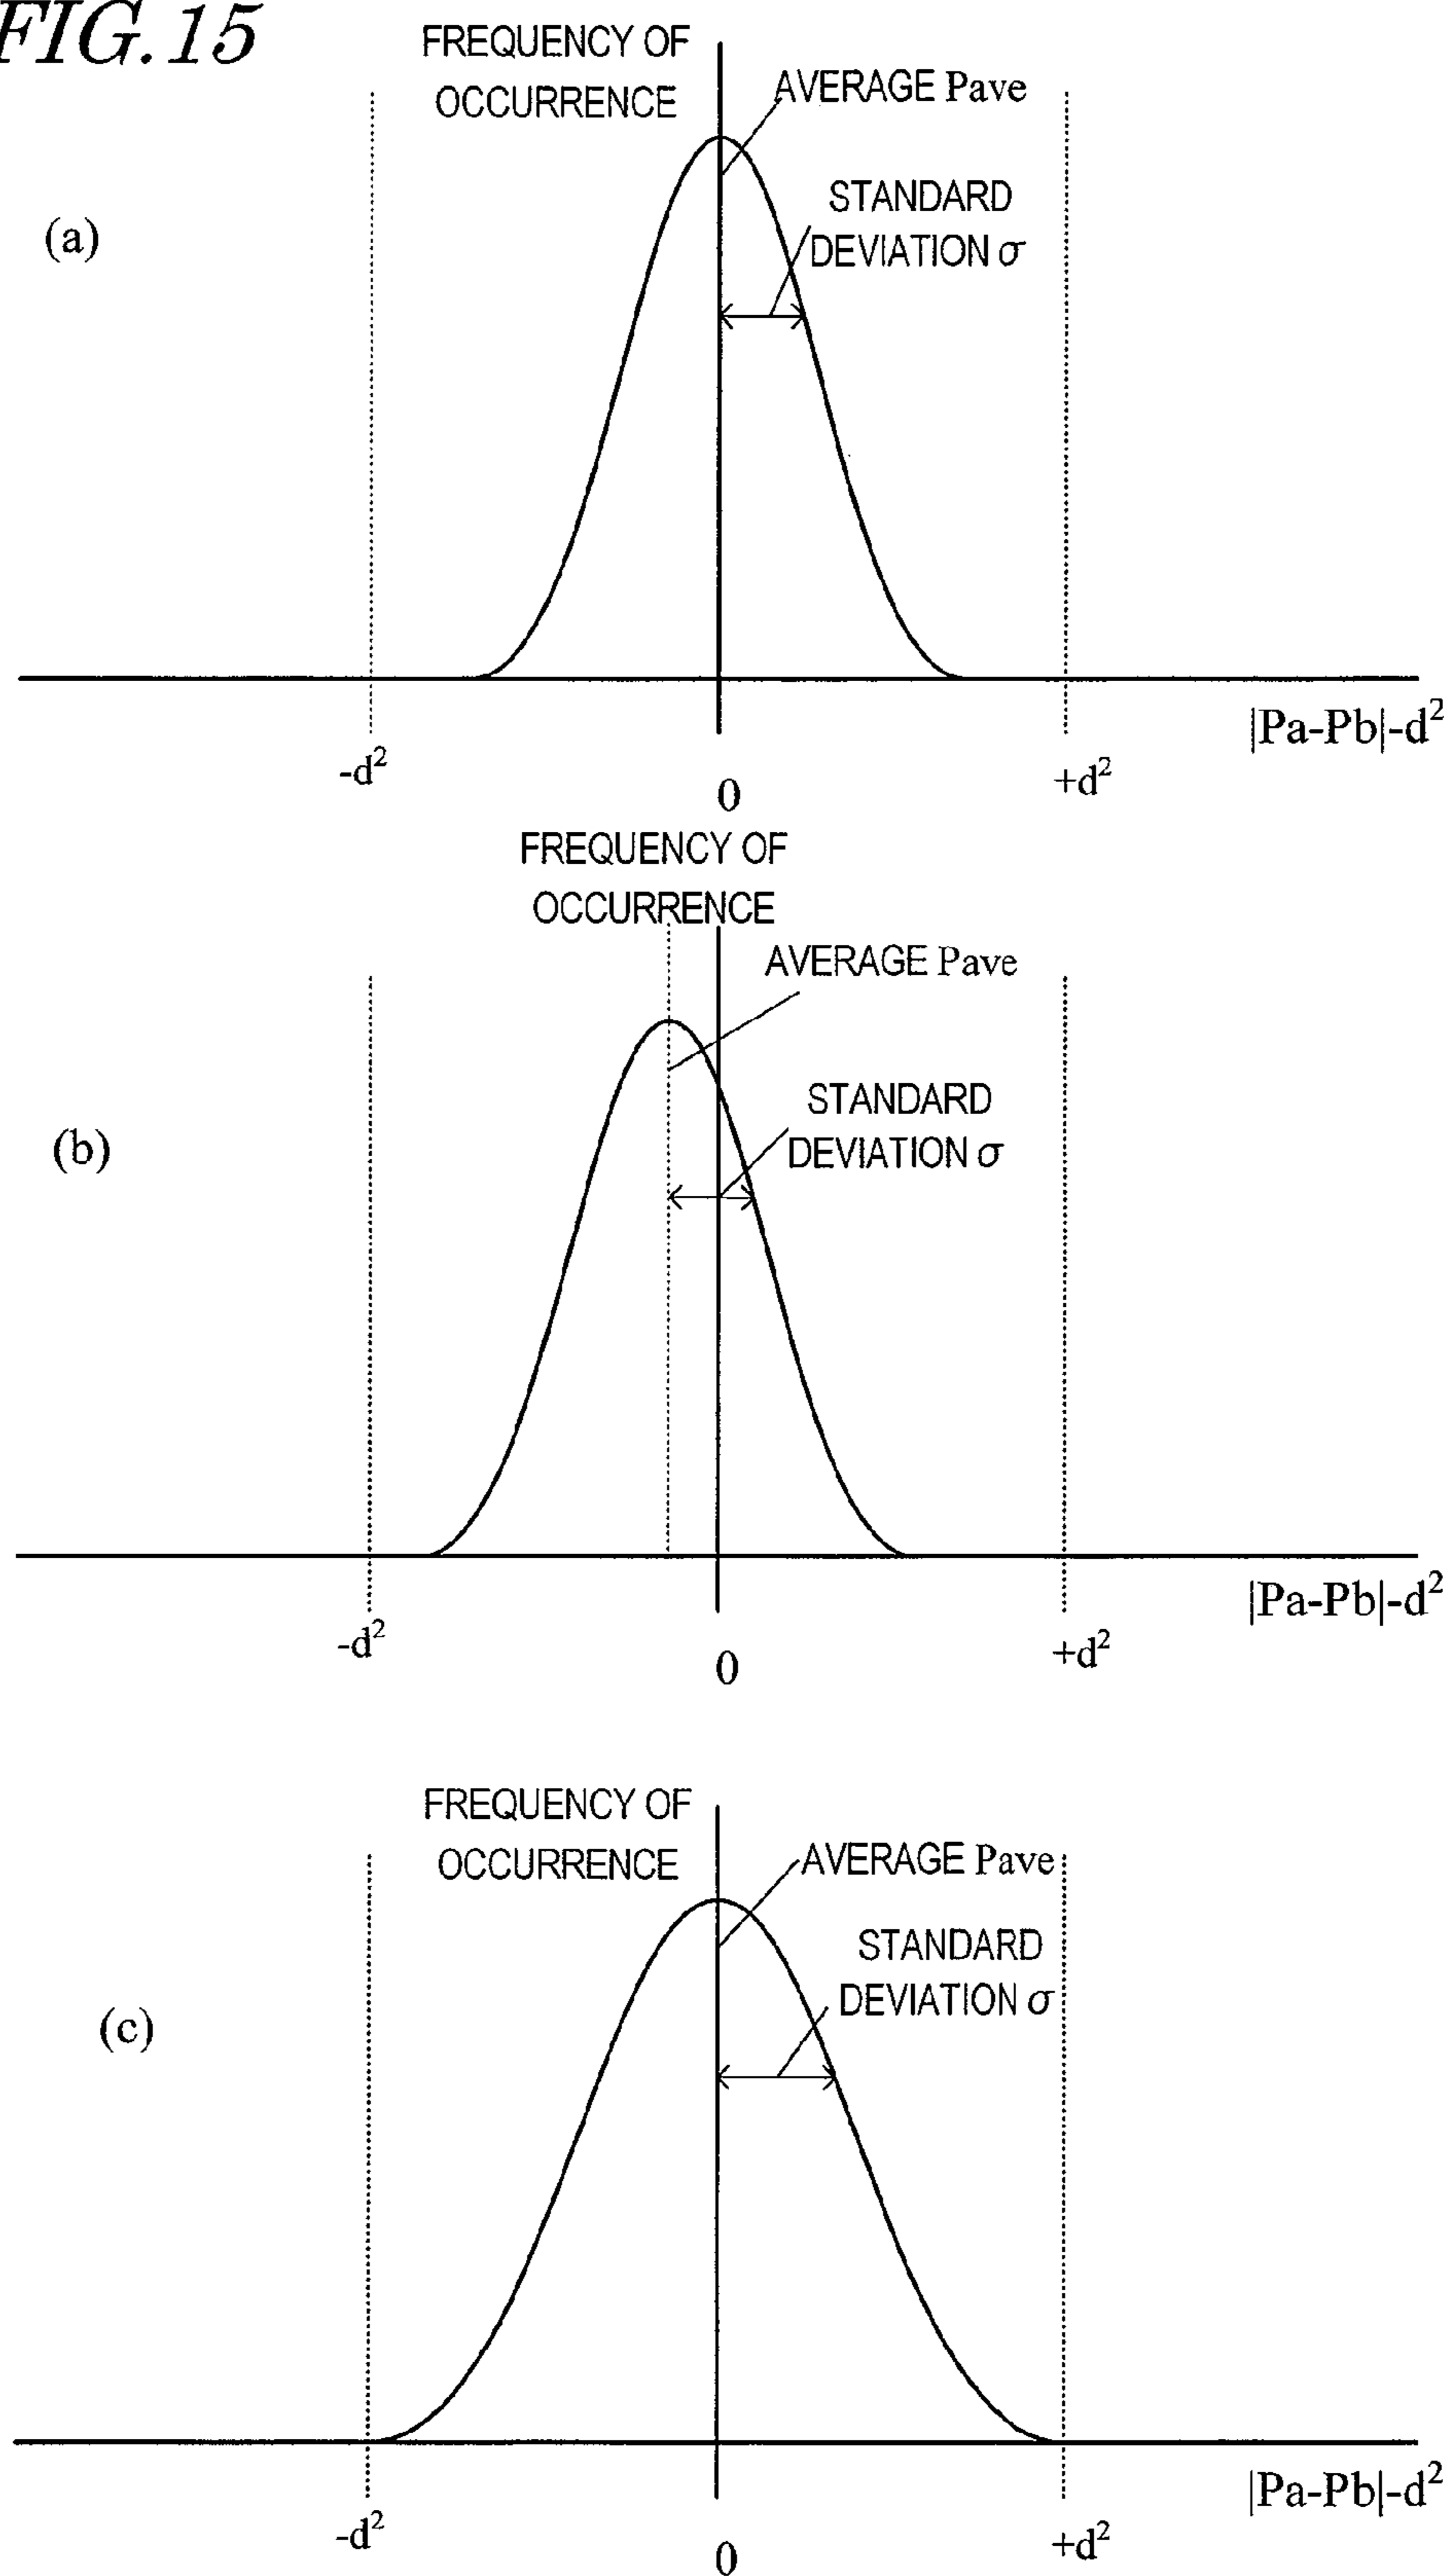 FIG.15
FREQUENCY OF
OCCURRENCE
AVERAGE Pave
STANDARD
DEVIATION σ
(a)
|Pa-Pb|-d²
-d²
0
+d²
FREQUENCY OF
OCCURRENCE
AVERAGE Pave
STANDARD
DEVIATION σ
(b)
|Pa-Pb|-d²
-d²
0
+d²
FREQUENCY OF
OCCURRENCE
AVERAGE Pave
STANDARD
DEVIATION σ
(c)
|Pa-Pb|-d²
-d²
0
+d²